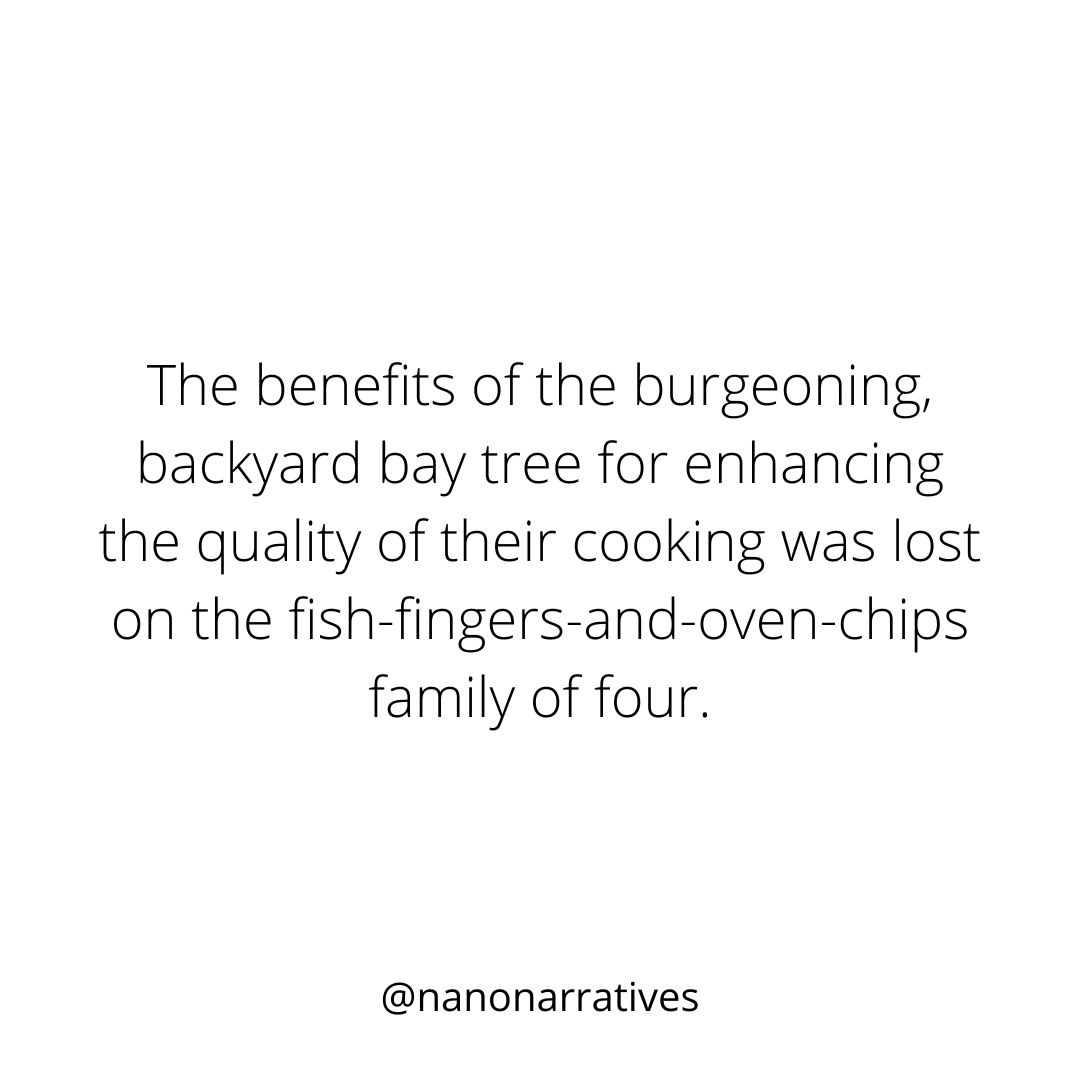 The benefits of the burgeoning,
backyard bay tree for enhancing
the quality of their cooking was lost
on the fish-fingers-and-oven-chips
family of four.
@nanonarratives